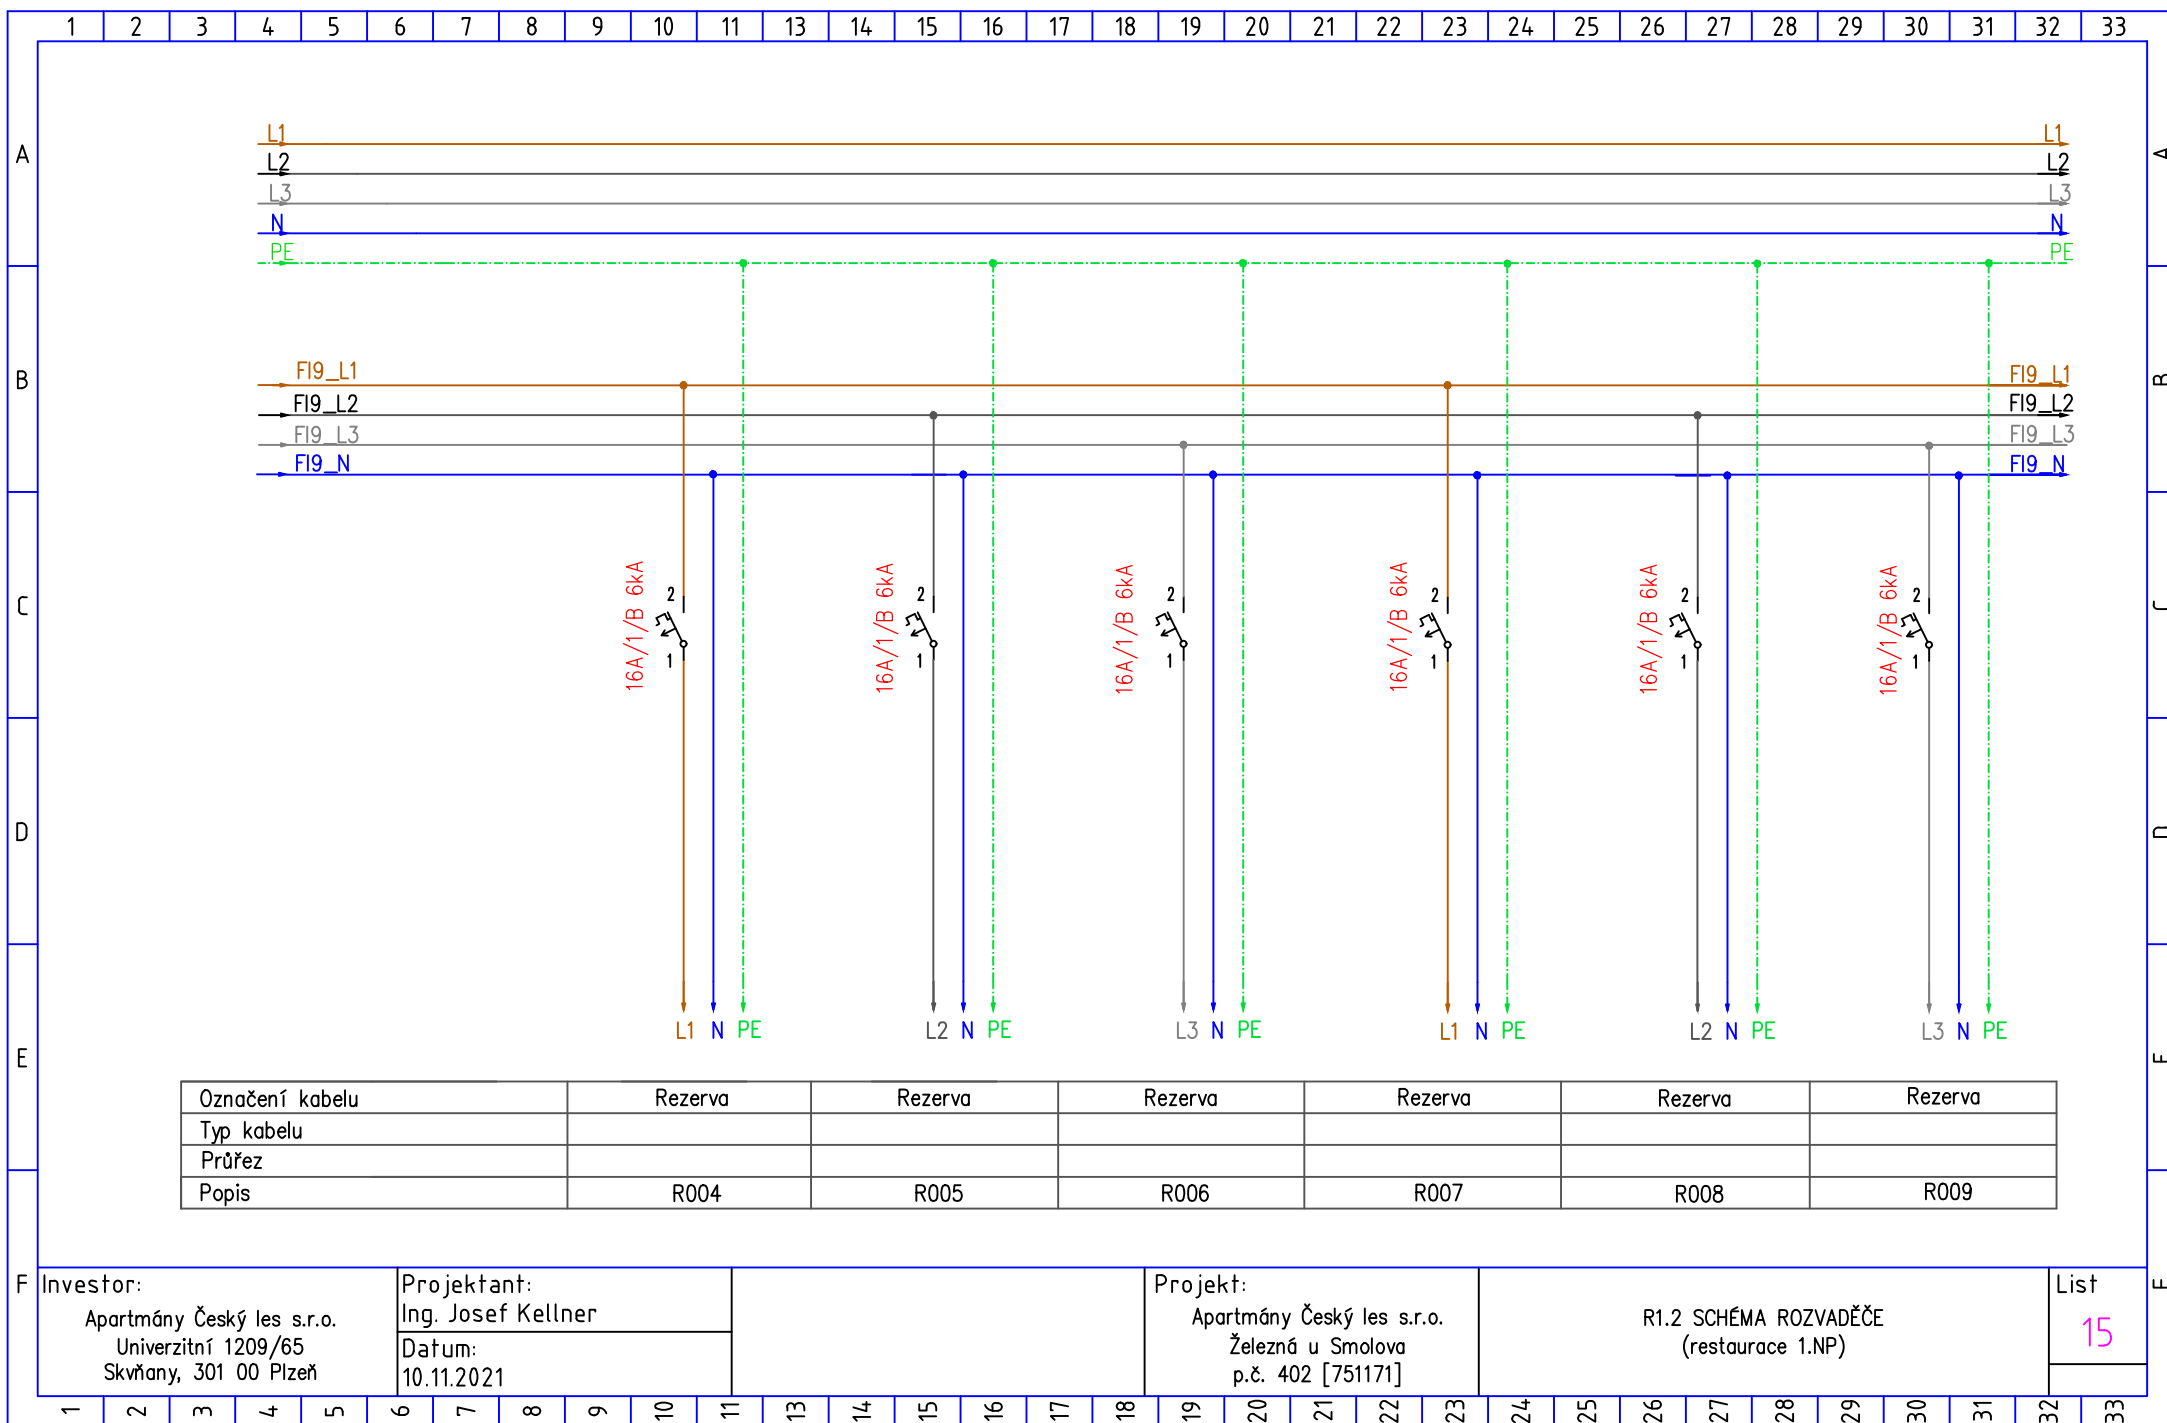 1 2 3 4 5 6 7 8 9 10 11 13 14 15 16 17 18 19 20 21 22 23 24 25 26 27 28 29 30 31 32 33
A A
L1 L1
L2 L2
L3 L3
N N
PE PE
B B
FI9_L1 FI9_L1
FI9_L2 FI9_L2
FI9_L3 FI9_L3
FI9_N FI9_N
C C
16A/1/B 6kA 2 1
16A/1/B 6kA 2 1
16A/1/B 6kA 2 1
16A/1/B 6kA 2 1
16A/1/B 6kA 2 1
16A/1/B 6kA 2 1
D D
L1 N PE L2 N PE L3 N PE L1 N PE L2 N PE L3 N PE
E E
Označení kabelu Rezerva Rezerva Rezerva Rezerva Rezerva Rezerva
Typ kabelu
Průřez
Popis R004 R005 R006 R007 R008 R009
F F
Investor:
Apartmány Český les s.r.o.
Univerzitní 1209/65
Skvňany, 301 00 Plzeň
Projektant:
Ing. Josef Kellner
Datum:
10.11.2021
Projekt:
Apartmány Český les s.r.o.
Železná u Smolova
p.č. 402 [751171]
R1.2 SCHÉMA ROZVADĚČE
(restaurace 1.NP)
List
15
1 2 3 4 5 6 7 8 9 10 11 13 14 15 16 17 18 19 20 21 22 23 24 25 26 27 28 29 30 31 32 33